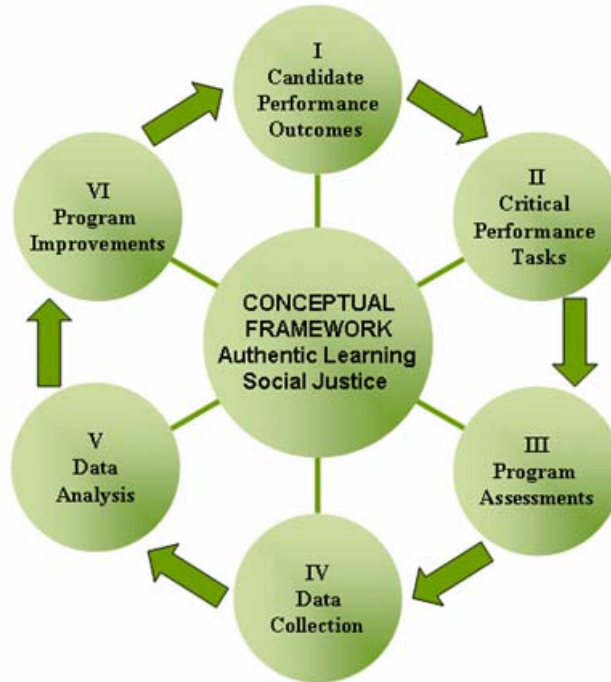 I
Candidate
Performance
Outcomes
II
Critical
Performance
Tasks
III
Program
Assessments
IV
Data
Collection
V
Data
Analysis
VI
Program
Improvements
CONCEPTUAL
FRAMEWORK
Authentic Learning
Social Justice